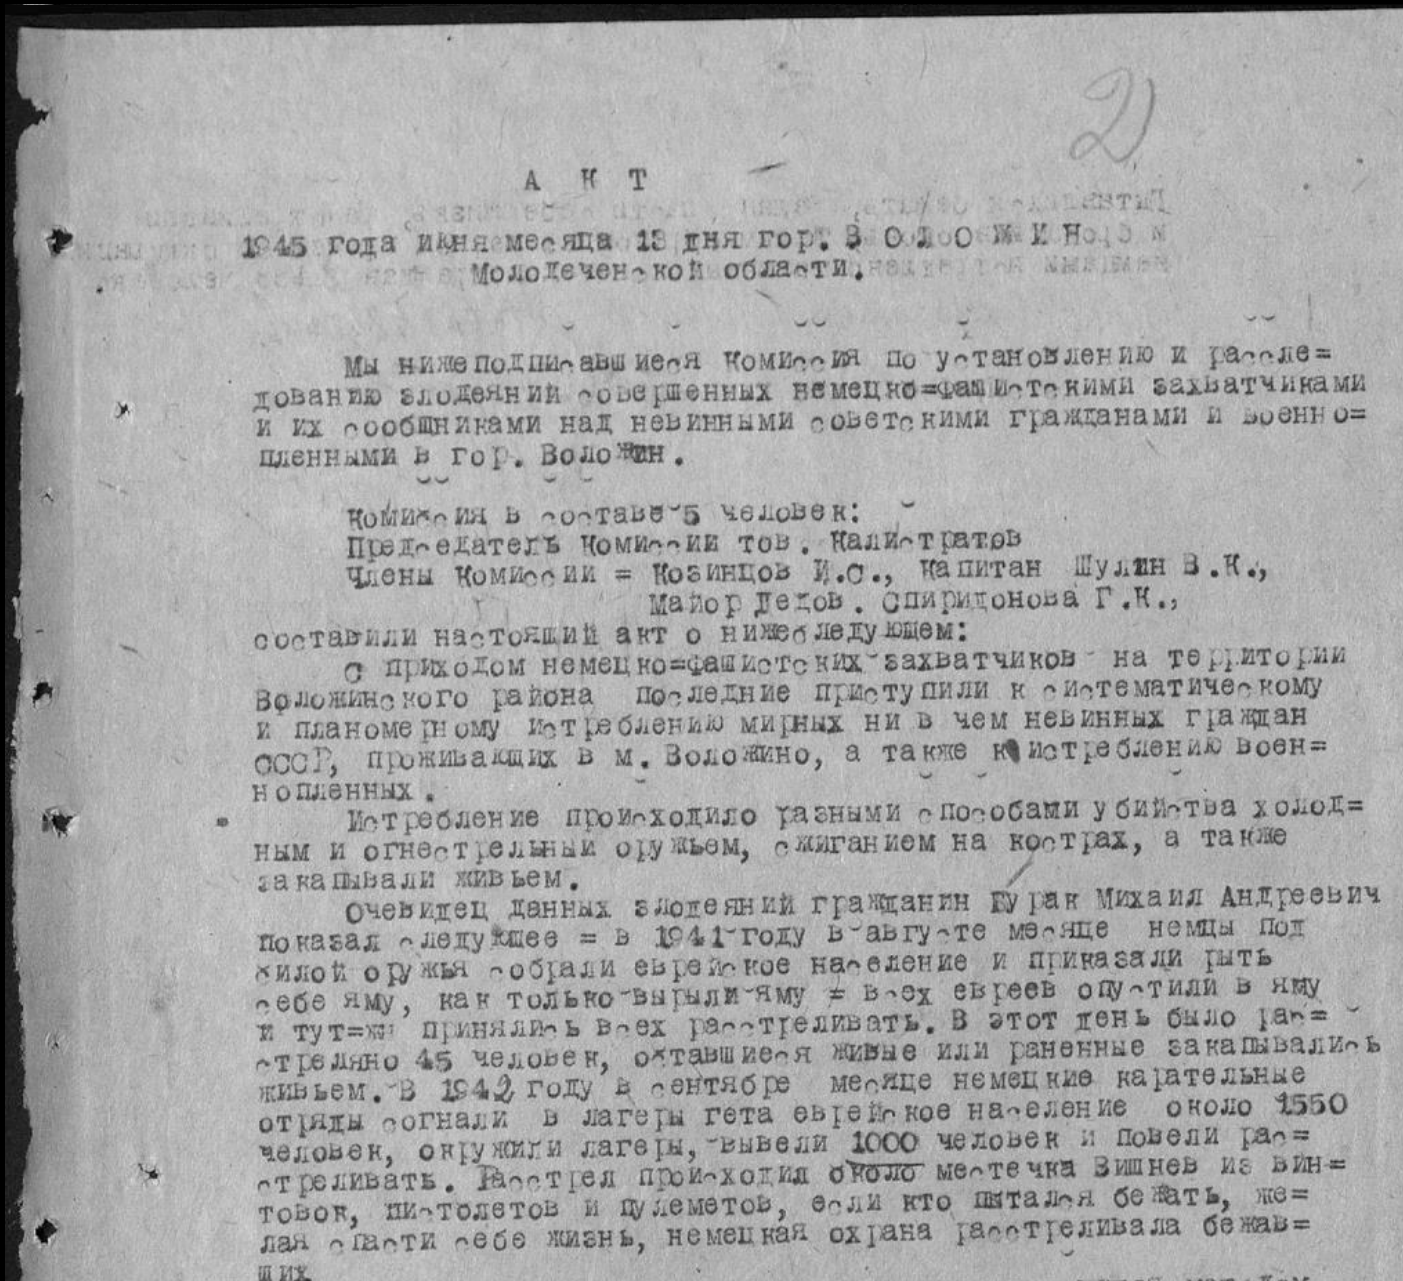 2
А К Т
1945 года июня месяца 13 дня гор. В О Л О Ж И Н
Молодеченской области.
Мы нижеподписавшиеся Комиссия по установлению и рассле=
дованию злодеяний совершенных немецко=фашистскими захватчиками
и их сообщниками над невинными советскими гражданами и военно=
пленными в гор. Воложин.
Комиссия в составе 5 человек:
Председатель Комиссии тов. Калистратов
Члены Комиссии = Козинцов И.С., Капитан Шулин В.К.,
Майор Дедов. Спиридонова Г.К.,
составили настоящий акт о нижеследующем:
С приходом немецко=фашистских захватчиков на территории
Воложинского района последние приступили к систематическому
и планомерному истреблению мирных ни в чем невинных граждан
СССР, проживающих в м. Воложино, а также к истреблению воен=
нопленных.
Истребление происходило разными способами убийства холод=
ным и огнестрельный оружьем, сжиганием на кострах, а также
закапывали живьем.
Очевидец данных злодеяний гражданин Бурак Михаил Андреевич
показал следующее = в 1941 году в августе месяце немцы под
силой оружья собрали еврейское население и приказали рыть
себе яму, как только вырыли яму = всех евреев опустили в яму
и тут=же принялись всех расстреливать. В этот день было рас=
стреляно 45 человек, оставшиеся живые или раненные закапывались
живьем. В 1942 году в сентябре месяце немецкие карательные
отряды согнали в лагеры гета еврейское население около 1550
человек, окружили лагеры, вывели 1000 человек и повели рас=
стреливать. Расстрел происходил около местечка Вишнев из вин=
товок, пистолетов и пулеметов, если кто пытался бежать, же=
лая спасти себе жизнь, немецкая охрана расстреливала бежав=
ших